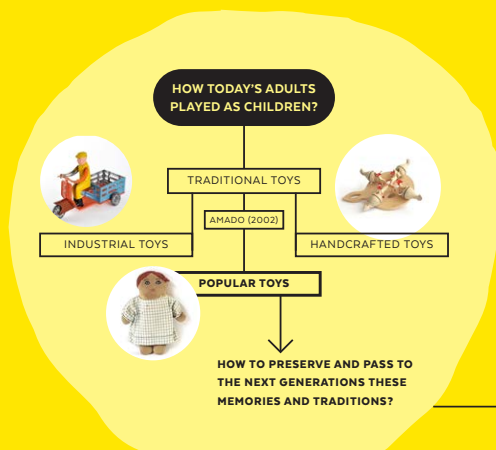 HOW TODAY'S ADULTS
PLAYED AS CHILDREN?
TRADITIONAL TOYS
AMADO (2002)
INDUSTRIAL TOYS
HANDCRAFTED TOYS
POPULAR TOYS
HOW TO PRESERVE AND PASS TO
THE NEXT GENERATIONS THESE
MEMORIES AND TRADITIONS?